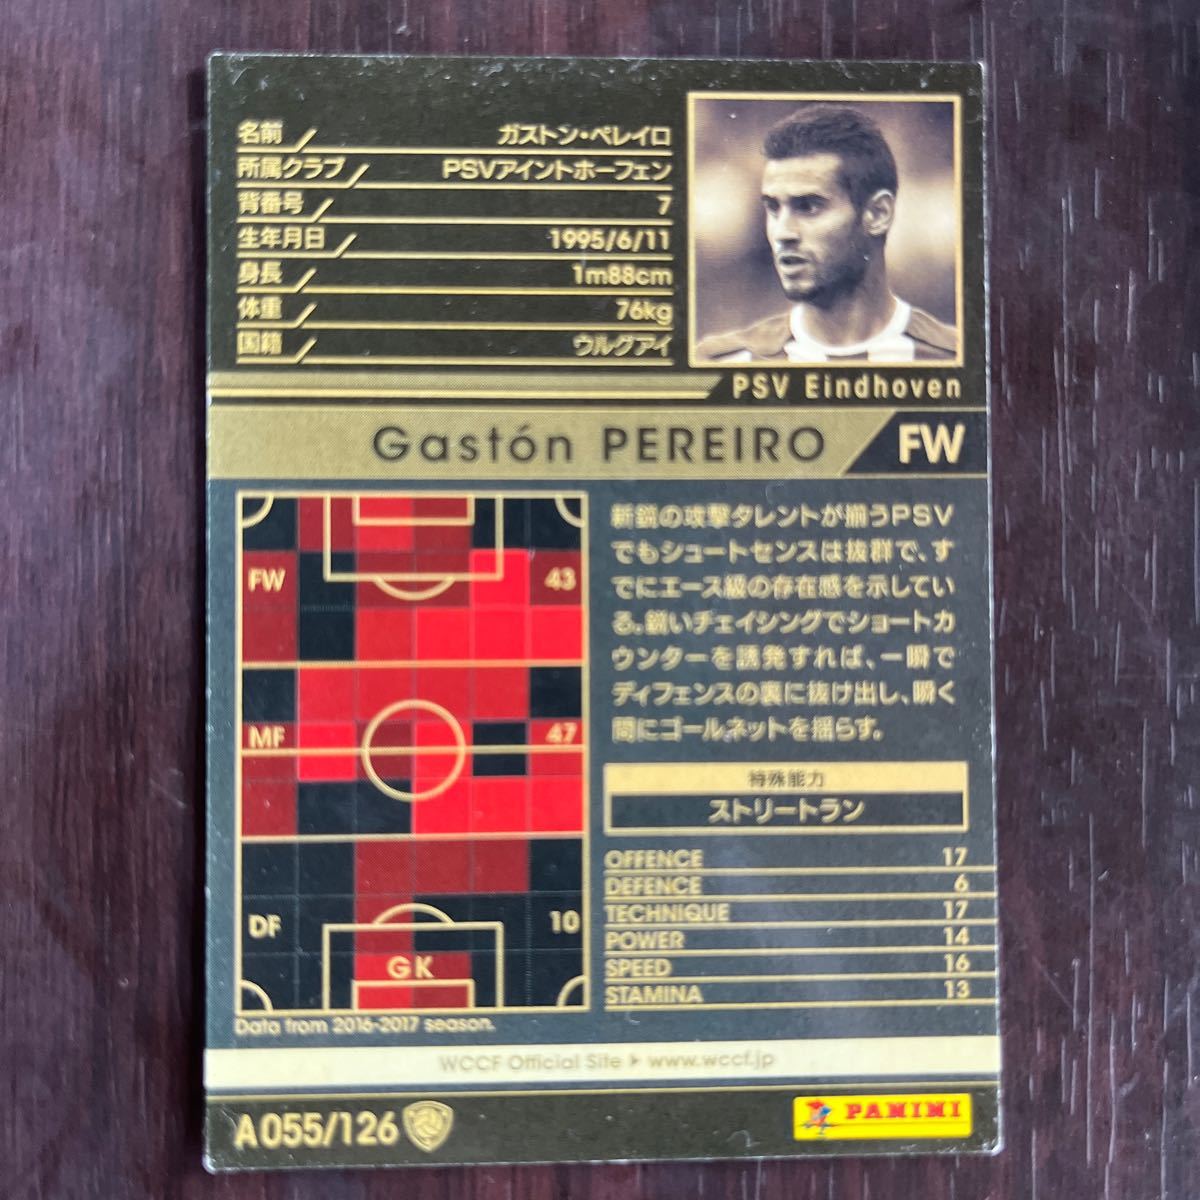 名前 ガストン・ペレイロ
所属クラブ PSVアイントホーフェン
背番号 7
生年月日 1995/6/11
身長 1m88cm
体重 76kg
国籍 ウルグアイ
PSV Eindhoven
Gastón PEREIRO FW
FW 43
MF 47
DF 10
GK
Data from 2016-2017 season.
新鋭の攻撃タレントが揃うPSV
でもシュートセンスは抜群で、す
でにエース級の存在感を示してい
る。鋭いチェイシングでショートカ
ウンターを誘発すれば、一瞬で
ディフェンスの裏に抜け出し、瞬く
間にゴールネットを揺らす。
特殊能力
ストリートラン
OFFENCE 17
DEFENCE 6
TECHNIQUE 17
POWER 14
SPEED 16
STAMINA 13
WCCF Official Site ▶ www.wccf.jp
A055/126
PANINI